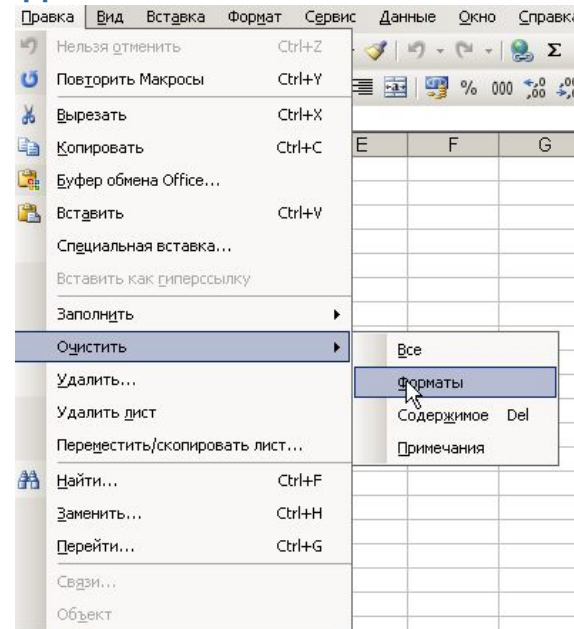 Правка Вид Вставка Формат Сервис Данные Окно Справка
Нельзя отменить Ctrl+Z
Σ
Повторить Макросы Ctrl+Y
% 000 ,00
Вырезать Ctrl+X
Копировать Ctrl+C
E F G
Буфер обмена Office...
Вставить Ctrl+V
Специальная вставка...
Вставить как гиперссылку
Заполнить
Очистить
Все
Удалить...
Форматы
Удалить лист
Содержимое Del
Переместить/скопировать лист...
Примечания
Найти... Ctrl+F
Заменить... Ctrl+H
Перейти... Ctrl+G
Связи...
Объект